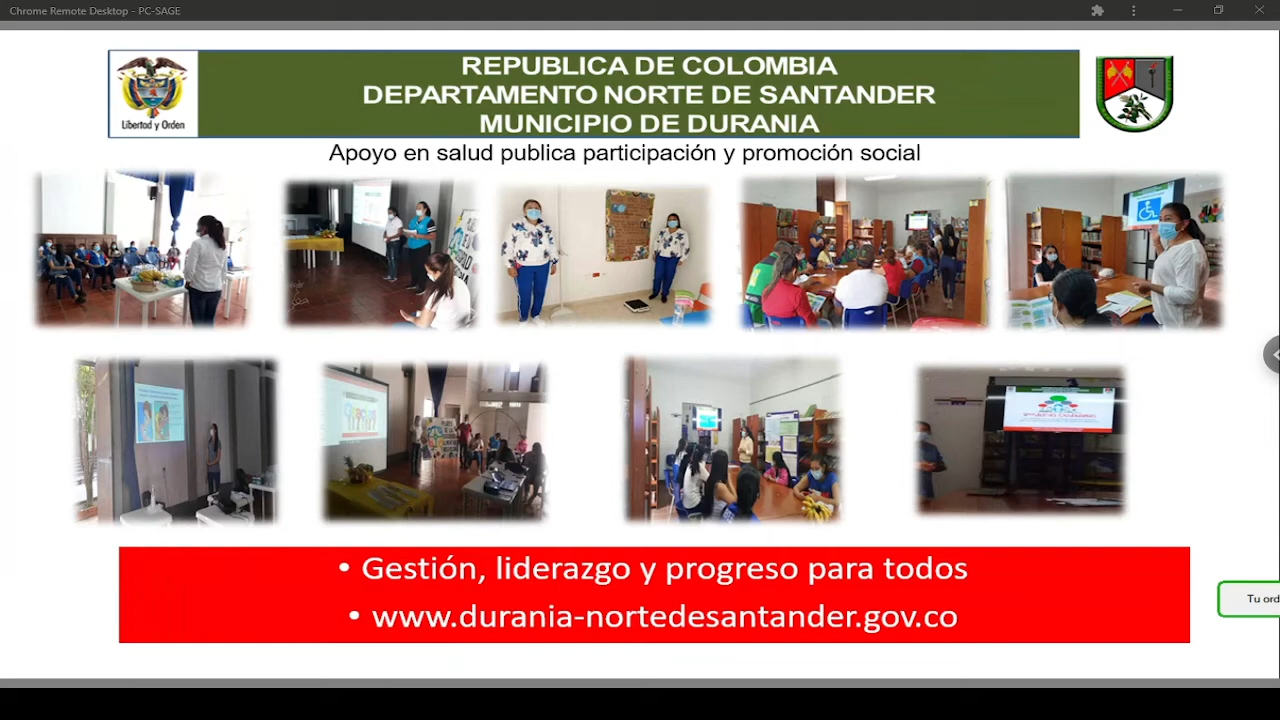 Chrome Remote Desktop - PC-SAGE
REPUBLICA DE COLOMBIA
DEPARTAMENTO NORTE DE SANTANDER
MUNICIPIO DE DURANIA
Libertad y Orden
Apoyo en salud publica participación y promoción social
• Gestión, liderazgo y progreso para todos
• www.durania-nortedesantander.gov.co
Tu ord